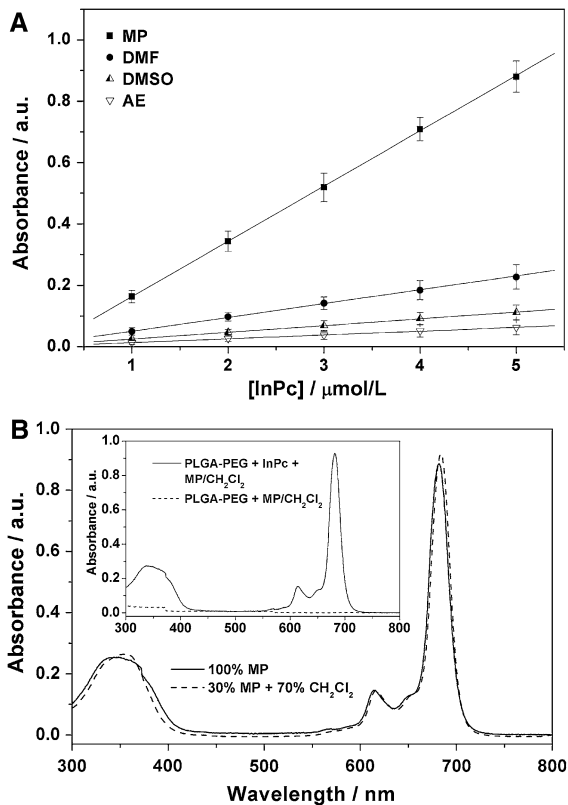 A
MP
DMF
DMSO
AE
Absorbance / a.u.
1.0
0.8
0.6
0.4
0.2
0.0
1 2 3 4 5
[InPc] / μmol/L
B
Absorbance / a.u.
1.0
0.8
0.6
0.4
0.2
0.0
Absorbance / a.u.
1.0
0.8
0.6
0.4
0.2
0.0
PLGA-PEG + InPc +
MP/CH₂Cl₂
PLGA-PEG + MP/CH₂Cl₂
300 400 500 600 700 800
100% MP
30% MP + 70% CH₂Cl₂
300 400 500 600 700 800
Wavelength / nm